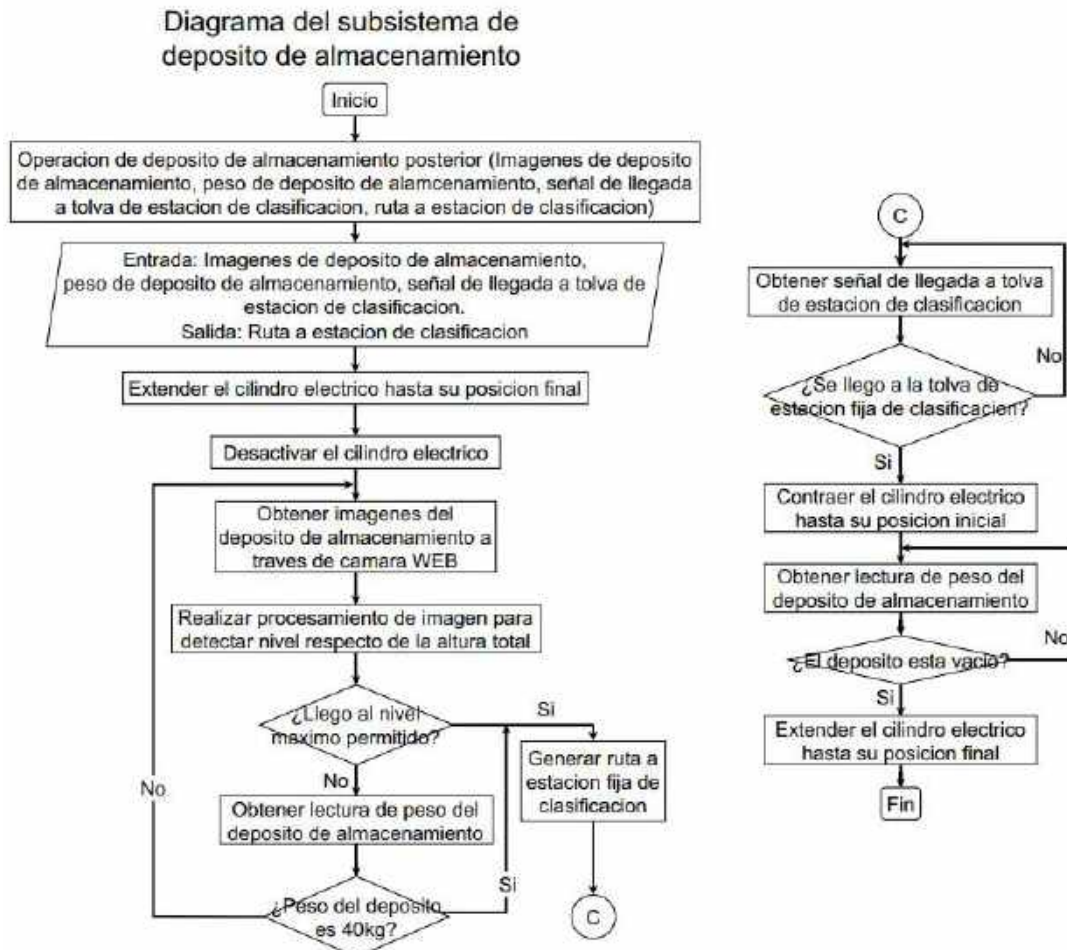 Diagrama del subsistema de
deposito de almacenamiento
Inicio
Operacion de deposito de almacenamiento posterior (Imagenes de deposito
de almacenamiento, peso de deposito de alamcenamiento, señal de llegada
a tolva de estacion de clasificacion, ruta a estacion de clasificacion)
Entrada: Imagenes de deposito de almacenamiento,
peso de deposito de almacenamiento, señal de llegada a tolva de
estacion de clasificacion.
Salida: Ruta a estacion de clasificacion
Extender el cilindro electrico hasta su posicion final
Desactivar el cilindro electrico
Obtener imagenes del
deposito de almacenamiento a
traves de camara WEB
Realizar procesamiento de imagen para
detectar nivel respecto de la altura total
¿Llego al nivel
maximo permitido?
Si
No
Generar ruta a
estacion fija de
clasificacion
Obtener lectura de peso del
deposito de almacenamiento
No
Si
¿Peso del deposito
es 40kg?
C
C
Obtener señal de llegada a tolva
de estacion de clasificacion
No
¿Se llego a la tolva de
estacion fija de clasificacion?
Si
Contraer el cilindro electrico
hasta su posicion inicial
Obtener lectura de peso del
deposito de almacenamiento
No
¿El deposito esta vacio?
Si
Extender el cilindro electrico
hasta su posicion final
Fin